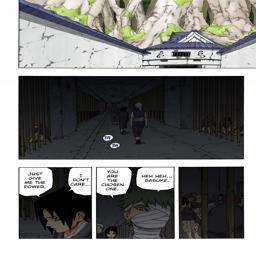 JUST
GIVE
ME THE
POWER.
I
DON'T
CARE...
YOU
ARE
THE
CHOSEN
ONE.
HEH HEH...
SASUKE.